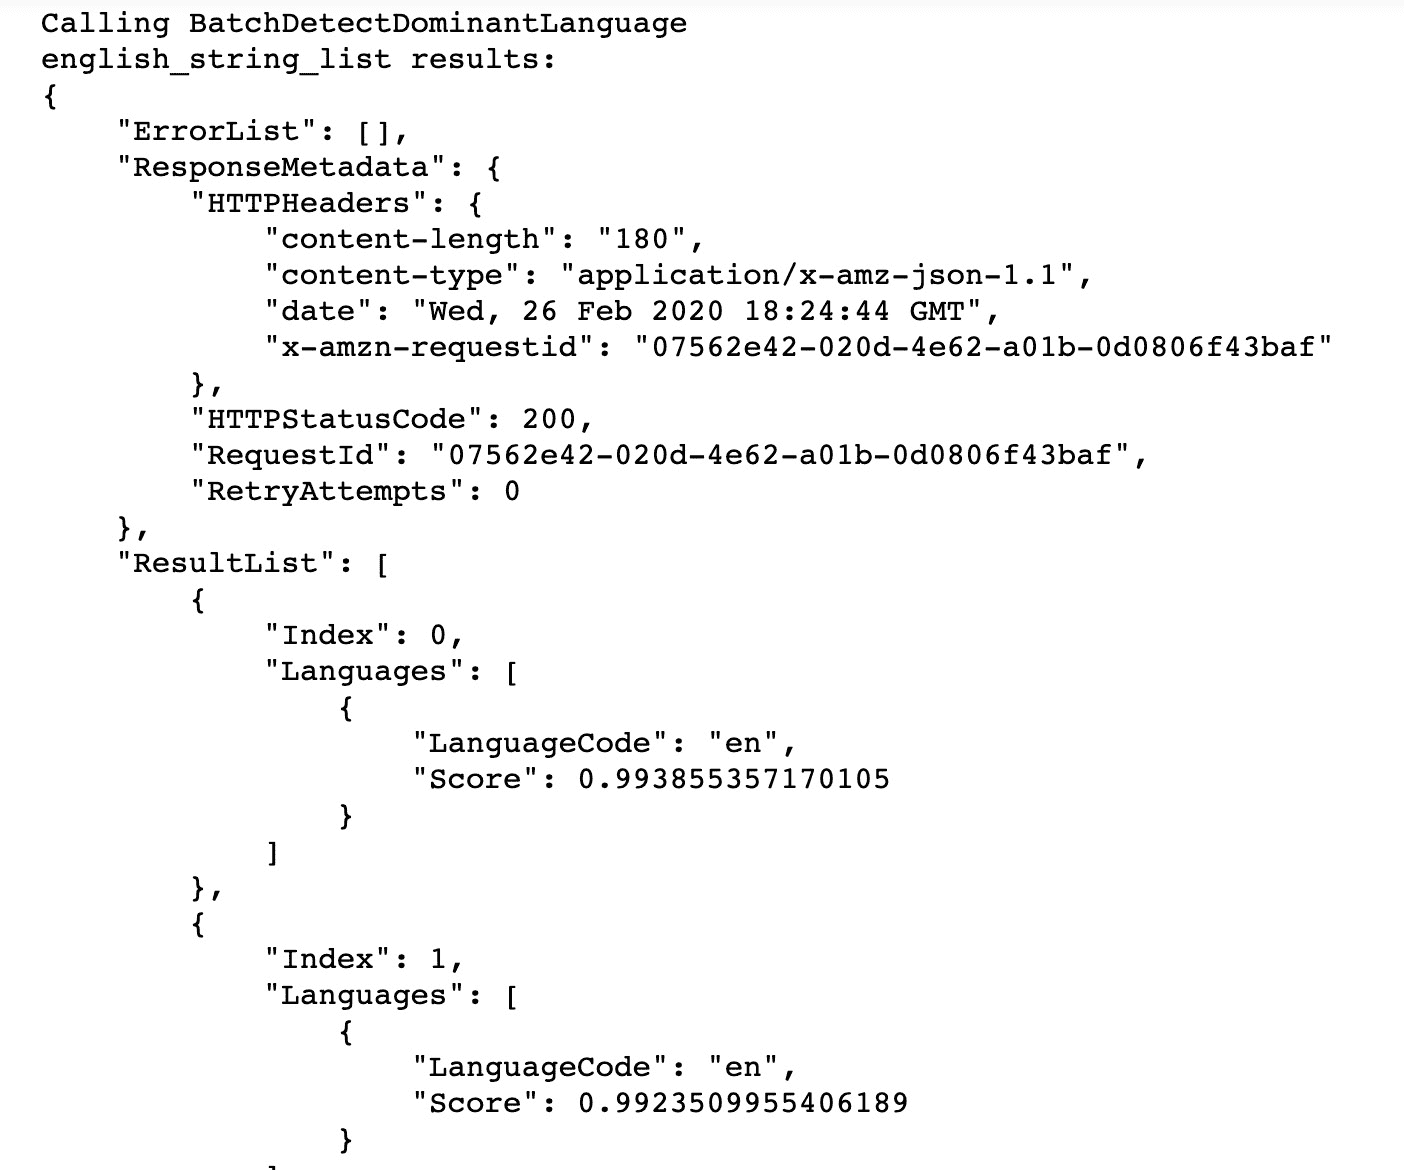 Calling BatchDetectDominantLanguage
english_string_list results:
{
    "ErrorList": [],
    "ResponseMetadata": {
        "HTTPHeaders": {
            "content-length": "180",
            "content-type": "application/x-amz-json-1.1",
            "date": "Wed, 26 Feb 2020 18:24:44 GMT",
            "x-amzn-requestid": "07562e42-020d-4e62-a01b-0d0806f43baf"
        },
        "HTTPStatusCode": 200,
        "RequestId": "07562e42-020d-4e62-a01b-0d0806f43baf",
        "RetryAttempts": 0
    },
    "ResultList": [
        {
            "Index": 0,
            "Languages": [
                {
                    "LanguageCode": "en",
                    "Score": 0.993855357170105
                }
            ]
        },
        {
            "Index": 1,
            "Languages": [
                {
                    "LanguageCode": "en",
                    "Score": 0.9923509955406189
                }